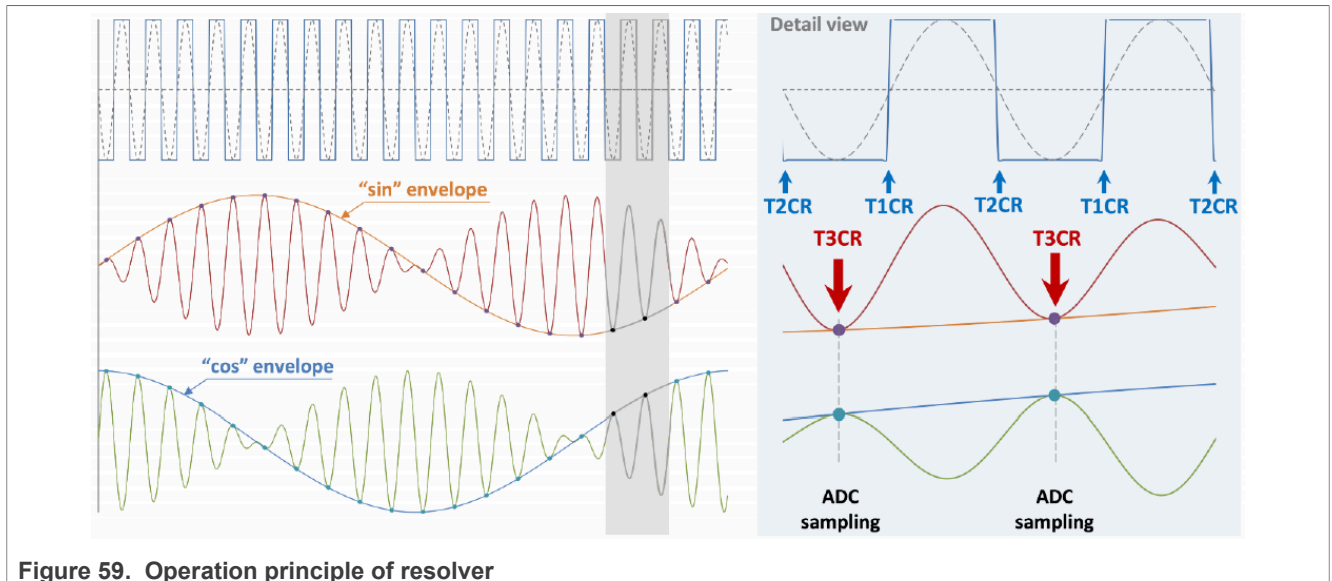 Detail view
T2CR
T1CR
T2CR
T1CR
T2CR
"sin" envelope
T3CR
T3CR
"cos" envelope
ADC
sampling
ADC
sampling
Figure 59. Operation principle of resolver